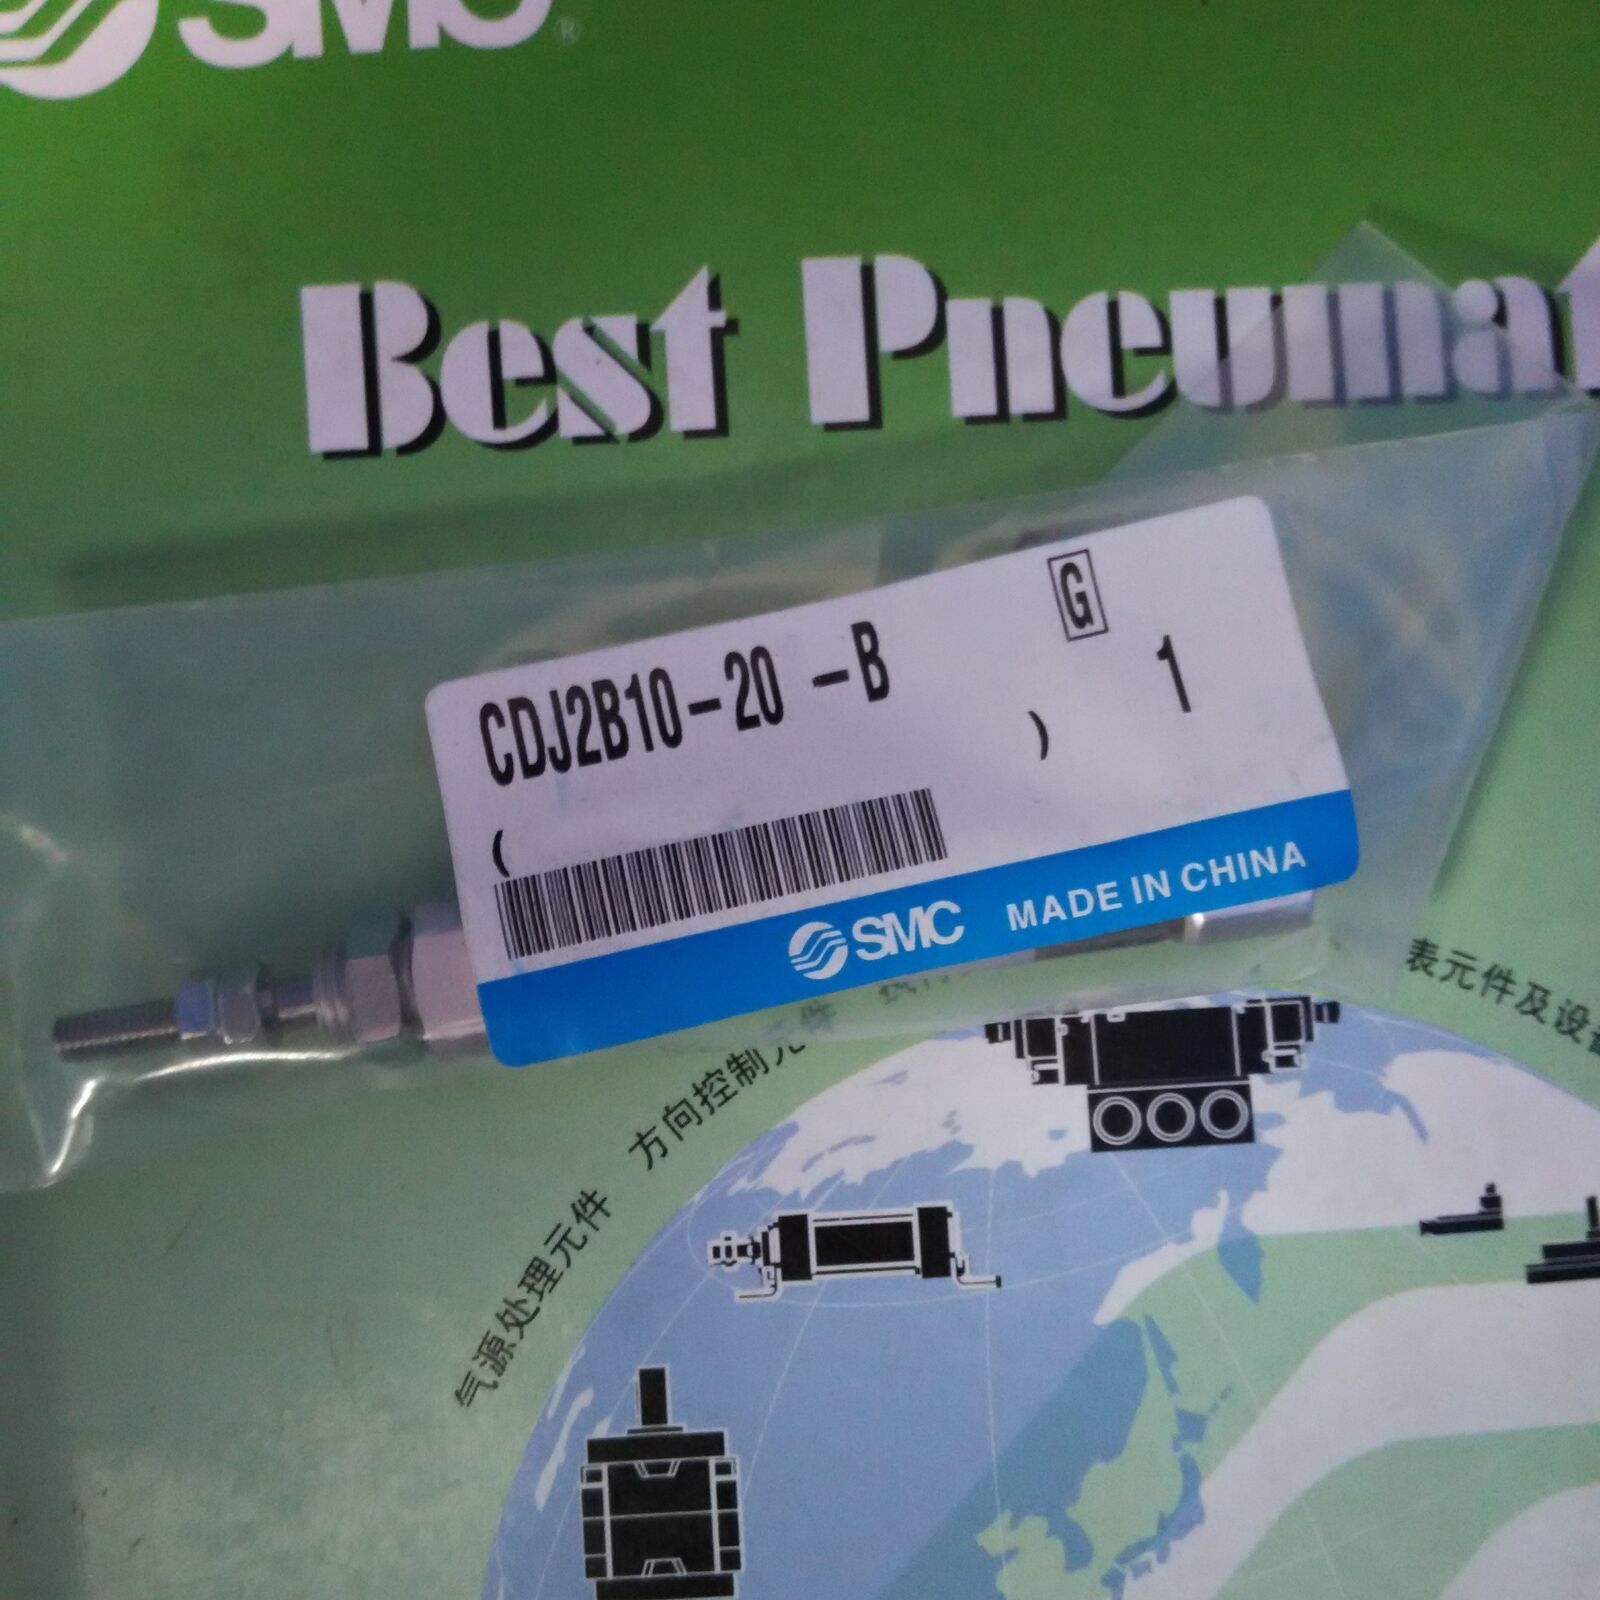 SMC®
Best Pneumat
G
CDJ2B10-20 -B
1
( )
SMC MADE IN CHINA
表元件及设备
方向控制元件
气源处理元件